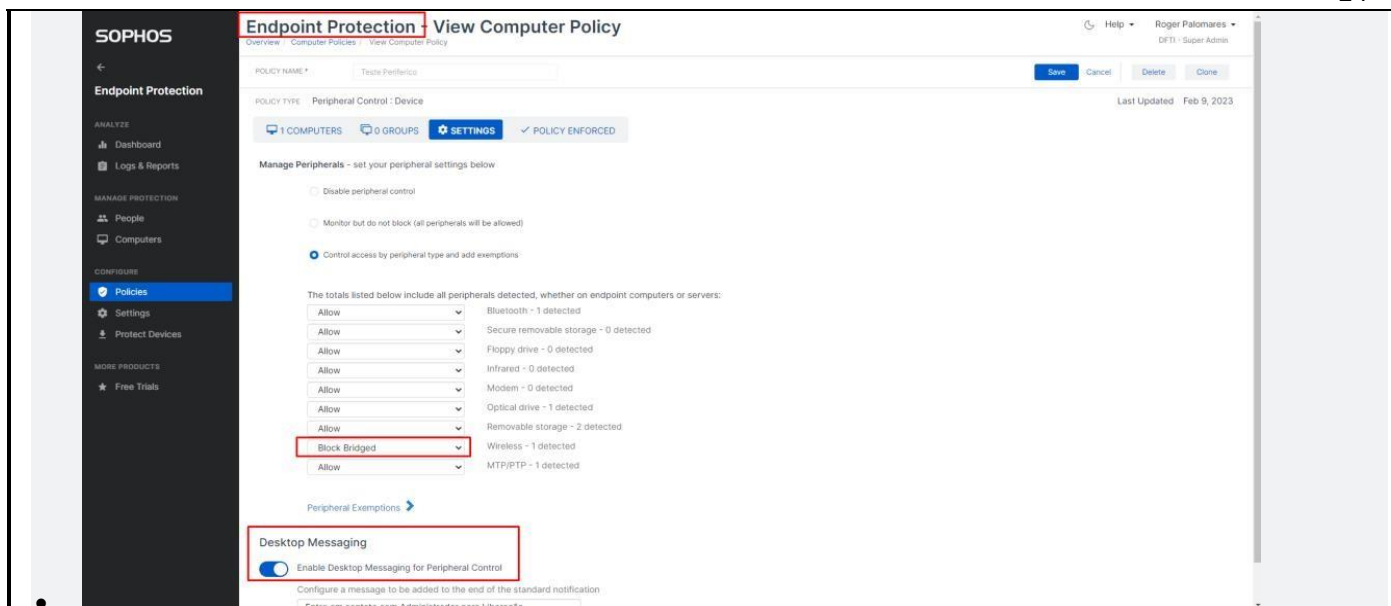 SOPHOS
Endpoint Protection - View Computer Policy
Overview / Computer Policies / View Computer Policy
Help
Roger Palomares
DFTI - Super Admin
Endpoint Protection
POLICY NAME *
Teste Periferico
Save
Cancel
Delete
Clone
POLICY TYPE Peripheral Control : Device
Last Updated Feb 9, 2023
ANALYZE
Dashboard
Logs & Reports
MANAGE PROTECTION
People
Computers
CONFIGURE
Policies
Settings
Protect Devices
MORE PRODUCTS
Free Trials
1 COMPUTERS
0 GROUPS
SETTINGS
POLICY ENFORCED
Manage Peripherals - set your peripheral settings below
Disable peripheral control
Monitor but do not block (all peripherals will be allowed)
Control access by peripheral type and add exemptions
The totals listed below include all peripherals detected, whether on endpoint computers or servers:
Allow Bluetooth - 1 detected
Allow Secure removable storage - 0 detected
Allow Floppy drive - 0 detected
Allow Infrared - 0 detected
Allow Modem - 0 detected
Allow Optical drive - 1 detected
Allow Removable storage - 2 detected
Block Bridged Wireless - 1 detected
Allow MTP/PTP - 1 detected
Peripheral Exemptions
Desktop Messaging
Enable Desktop Messaging for Peripheral Control
Configure a message to be added to the end of the standard notification